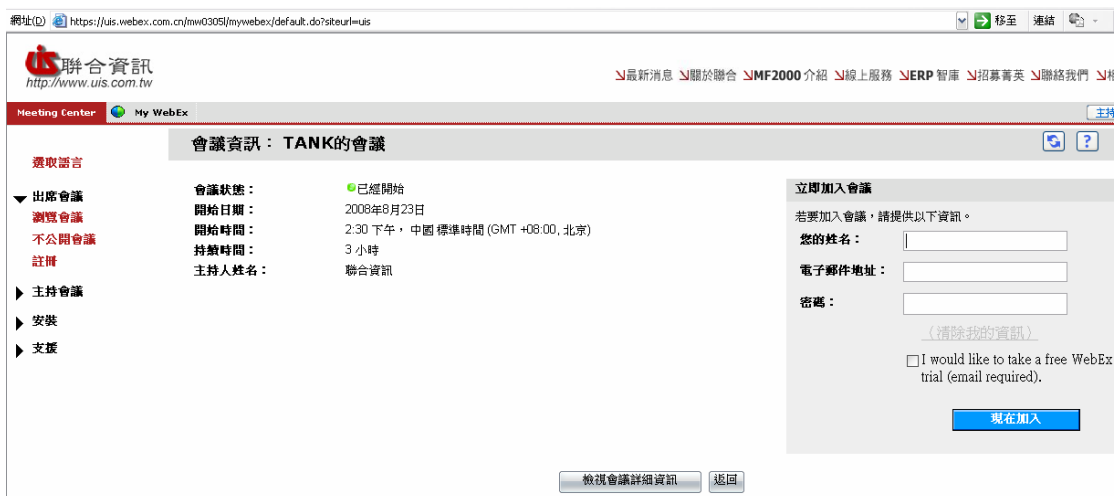 網址(D) https://uis.webex.com.cn/mw0305l/mywebex/default.do?siteurl=uis 移至 連結
uis聯合資訊
http://www.uis.com.tw
最新消息 關於聯合 MF2000 介紹 線上服務 ERP 智庫 招募菁英 聯絡我們
Meeting Center My WebEx 主持
會議資訊: TANK的會議
選取語言
出席會議
瀏覽會議
不公開會議
註冊
主持會議
安裝
支援
會議狀態: 已經開始
開始日期: 2008年8月23日
開始時間: 2:30 下午, 中國 標準時間 (GMT +08:00, 北京)
持續時間: 3 小時
主持人姓名: 聯合資訊
立即加入會議
若要加入會議,請提供以下資訊。
您的姓名:
電子郵件地址:
密碼:
(清除我的資訊)
I would like to take a free WebEx
trial (email required).
現在加入
檢視會議詳細資訊 返回